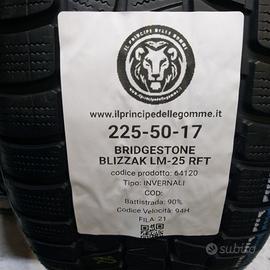 IL PRINCIPE DELLE GOMME
www.ilprincipedellegomme.it
225-50-17
BRIDGESTONE
BLIZZAK LM-25 RFT
codice prodotto: 64120
Tipo: INVERNALI
COD:
Battistrada: 90%
Codice Velocità: 94H
FILA: 21
subito